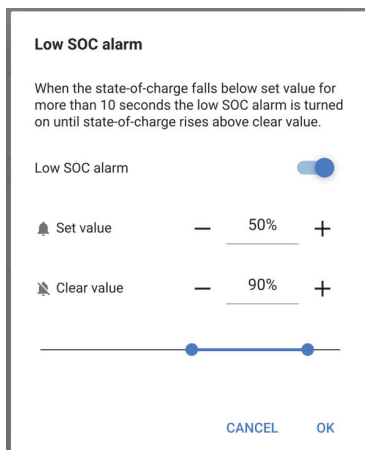 Low SOC alarm
When the state-of-charge falls below set value for
more than 10 seconds the low SOC alarm is turned
on until state-of-charge rises above clear value.
Low SOC alarm
Set value − 50% +
Clear value − 90% +
CANCEL OK